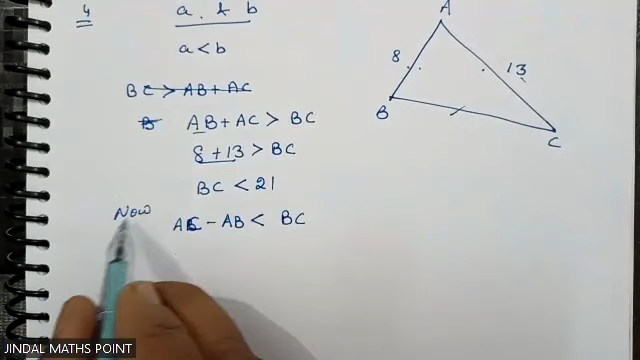 4
a & b
a < b
BC > AB + AC
AB + AC > BC
8 + 13 > BC
BC < 21
Now AC - AB < BC
A
8
13
B
C
JINDAL MATHS POINT